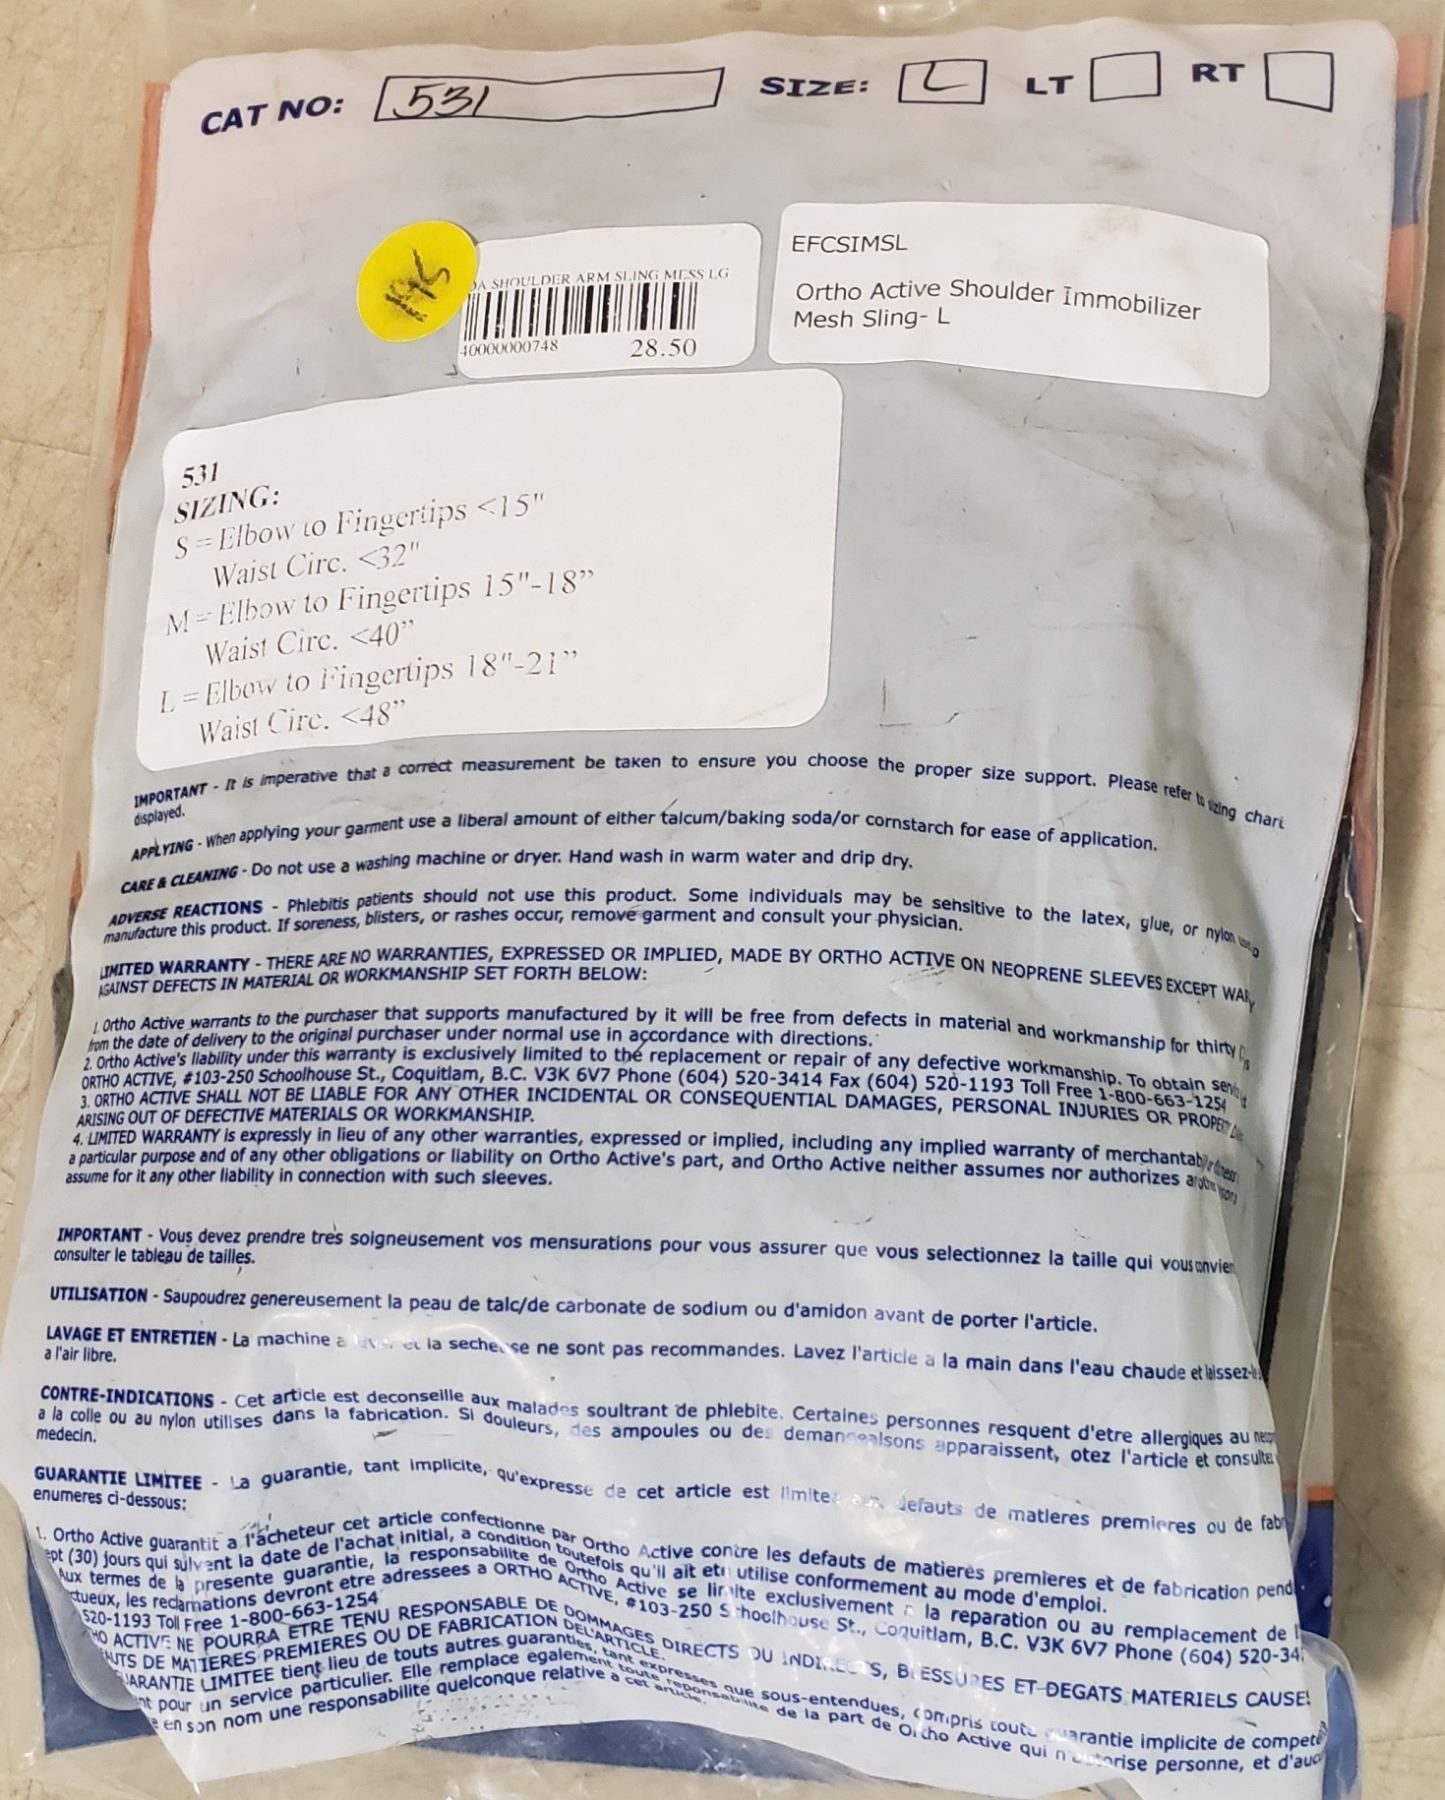 CAT NO: 531 SIZE: L LT RT
EFCSIMSL
Ortho Active Shoulder Immobilizer
Mesh Sling- L
A SHOULDER ARM SLING MESS LG
40000000748 28.50
531
SIZING:
S = Elbow to Fingertips <15"
Waist Circ. <32"
M = Elbow to Fingertips 15"-18”
Waist Circ. <40”
L = Elbow to Fingertips 18"-21”
Waist Circ. <48”
IMPORTANT - It is imperative that a correct measurement be taken to ensure you choose the proper size support. Please refer to sizing chart
displayed.
APPLYING - When applying your garment use a liberal amount of either talcum/baking soda/or cornstarch for ease of application.
CARE & CLEANING - Do not use a washing machine or dryer. Hand wash in warm water and drip dry.
ADVERSE REACTIONS - Phlebitis patients should not use this product. Some individuals may be sensitive to the latex, glue, or nylon
manufacture this product. If soreness, blisters, or rashes occur, remove garment and consult your physician.
LIMITED WARRANTY - THERE ARE NO WARRANTIES, EXPRESSED OR IMPLIED, MADE BY ORTHO ACTIVE ON NEOPRENE SLEEVES EXCEPT
AGAINST DEFECTS IN MATERIAL OR WORKMANSHIP SET FORTH BELOW:
1. Ortho Active warrants to the purchaser that supports manufactured by it will be free from defects in material and workmanship for thirty
from the date of delivery to the original purchaser under normal use in accordance with directions.
2. Ortho Active's liability under this warranty is exclusively limited to the replacement or repair of any defective workmanship. To obtain
ORTHO ACTIVE, #103-250 Schoolhouse St., Coquitlam, B.C. V3K 6V7 Phone (604) 520-3414 Fax (604) 520-1193 Toll Free 1-800-663-1254
3. ORTHO ACTIVE SHALL NOT BE LIABLE FOR ANY OTHER INCIDENTAL OR CONSEQUENTIAL DAMAGES, PERSONAL INJURIES OR
ARISING OUT OF DEFECTIVE MATERIALS OR WORKMANSHIP.
4. LIMITED WARRANTY is expressly in lieu of any other warranties, expressed or implied, including any implied warranty of
a particular purpose and of any other obligations or liability on Ortho Active's part, and Ortho Active neither assumes nor authorizes
assume for it any other liability in connection with such sleeves.
IMPORTANT - Vous devez prendre tres soigneusement vos mensurations pour vous assurer que vous selectionnez la taille qui vous
consulter le tableau de tailles.
UTILISATION - Saupoudrez genereusement la peau de talc/de carbonate de sodium ou d'amidon avant de porter l'article.
LAVAGE ET ENTRETIEN - La machine a laver et la secheuse ne sont pas recommandes. Lavez l'article a la main dans l'eau chaude et
a l'air libre.
CONTRE-INDICATIONS - Cet article est deconseille aux malades soultrant de phlebite. Certaines personnes resquent d'etre allergiques au
a la colle ou au nylon utilises dans la fabrication. Si douleurs, des ampoules ou des demangealsons apparaissent, otez l'article et consultez
medecin.
GUARANTIE LIMITEE - La guarantie, tant implicite, qu'expresse de cet article est limitee aux defauts de matieres premieres ou de
enumeres ci-dessous:
1. Ortho Active guarantit a l'acheteur cet article confectionne par Ortho Active contre les defauts de matieres premieres et de fabrication
(30) jours qui suivent la date de l'achat initial, a condition toutefois qu'il ait ete utilise conformement au mode d'emploi.
Aux termes de la presente guarantie, la responsabilite de Ortho Active se limite exclusivement a la reparation ou au remplacement de
les reclamations devront etre adressees a ORTHO ACTIVE, #103-250 Schoolhouse St., Coquitlam, B.C. V3K 6V7 Phone (604)
520-1193 Toll Free 1-800-663-1254
ACTIVE NE POURRA ETRE TENU RESPONSABLE DE DOMMAGES DIRECTS OU INDIRECTS, BLESSURES ET DEGATS MATERIELS
DE MATIERES PREMIERES OU DE FABRICATION DE L'ARTICLE.
LIMITEE tient lieu de touts autres guaranties, tant expresses que sous-entendues, compris toute guarantie implicite de
pour un service particulier. Elle remplace egalement toute reponsabilite de la part de Ortho Active qui n'autorise personne, et
en son nom une responsabilite quelconque relative a cet article.